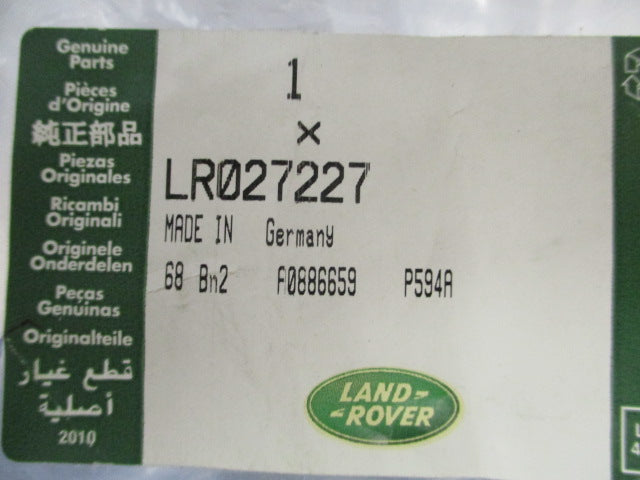 Genuine
Parts
Pièces
d'Origine
純正部品
Piezas
Originales
Ricambi
Originali
Originele
Onderdelen
Peças
Genuinas
Originalteile
قطع غيار
أصلية
2010
1
×
LR027227
MADE IN Germany
68 Bn2 A0886659 P594A
LAND-
-ROVER